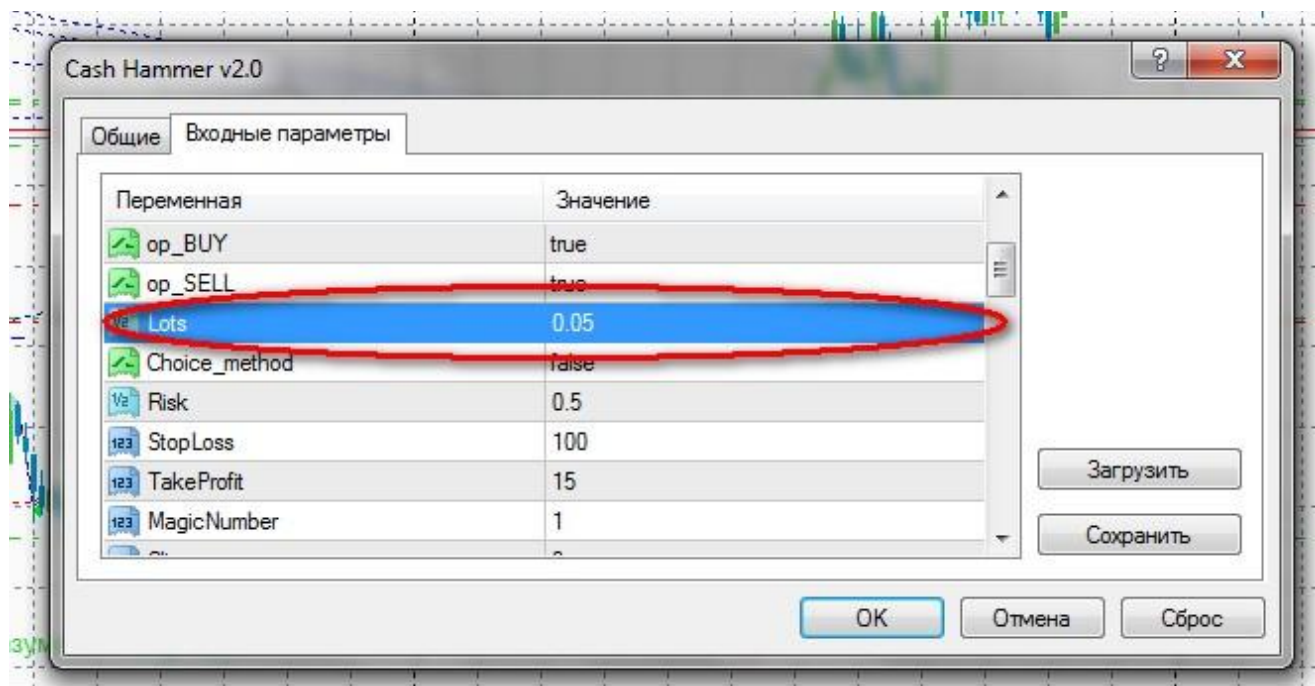 Cash Hammer v2.0
Общие Входные параметры
Переменная Значение
op_BUY true
op_SELL true
Lots 0.05
Choice_method false
Risk 0.5
StopLoss 100
TakeProfit 15
MagicNumber 1
Загрузить
Сохранить
OK Отмена Сброс